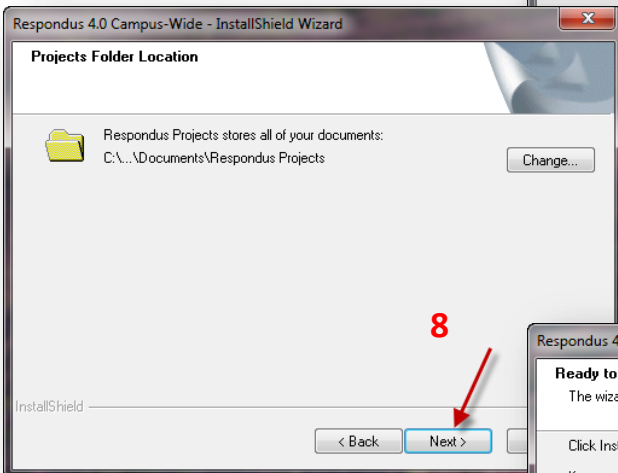 Respondus 4.0 Campus-Wide - InstallShield Wizard
Projects Folder Location
Respondus Projects stores all of your documents:
C:\...\Documents\Respondus Projects
Change...
8
InstallShield
< Back
Next >
Respondus 4
Ready to
The wiza
Click Inst